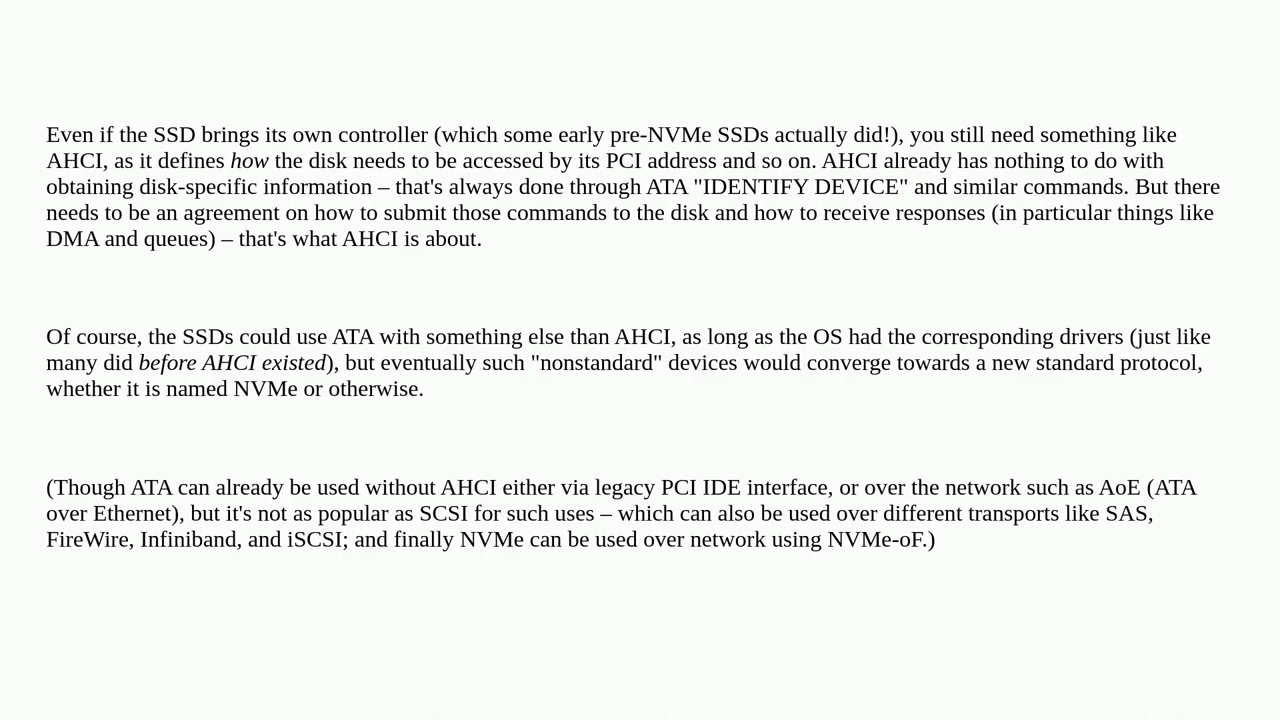 Even if the SSD brings its own controller (which some early pre-NVMe SSDs actually did!), you still need something like
AHCI, as it defines how the disk needs to be accessed by its PCI address and so on. AHCI already has nothing to do with
obtaining disk-specific information – that's always done through ATA "IDENTIFY DEVICE" and similar commands. But there
needs to be an agreement on how to submit those commands to the disk and how to receive responses (in particular things like
DMA and queues) – that's what AHCI is about.
Of course, the SSDs could use ATA with something else than AHCI, as long as the OS had the corresponding drivers (just like
many did before AHCI existed), but eventually such "nonstandard" devices would converge towards a new standard protocol,
whether it is named NVMe or otherwise.
(Though ATA can already be used without AHCI either via legacy PCI IDE interface, or over the network such as AoE (ATA
over Ethernet), but it's not as popular as SCSI for such uses – which can also be used over different transports like SAS,
FireWire, Infiniband, and iSCSI; and finally NVMe can be used over network using NVMe-oF.)